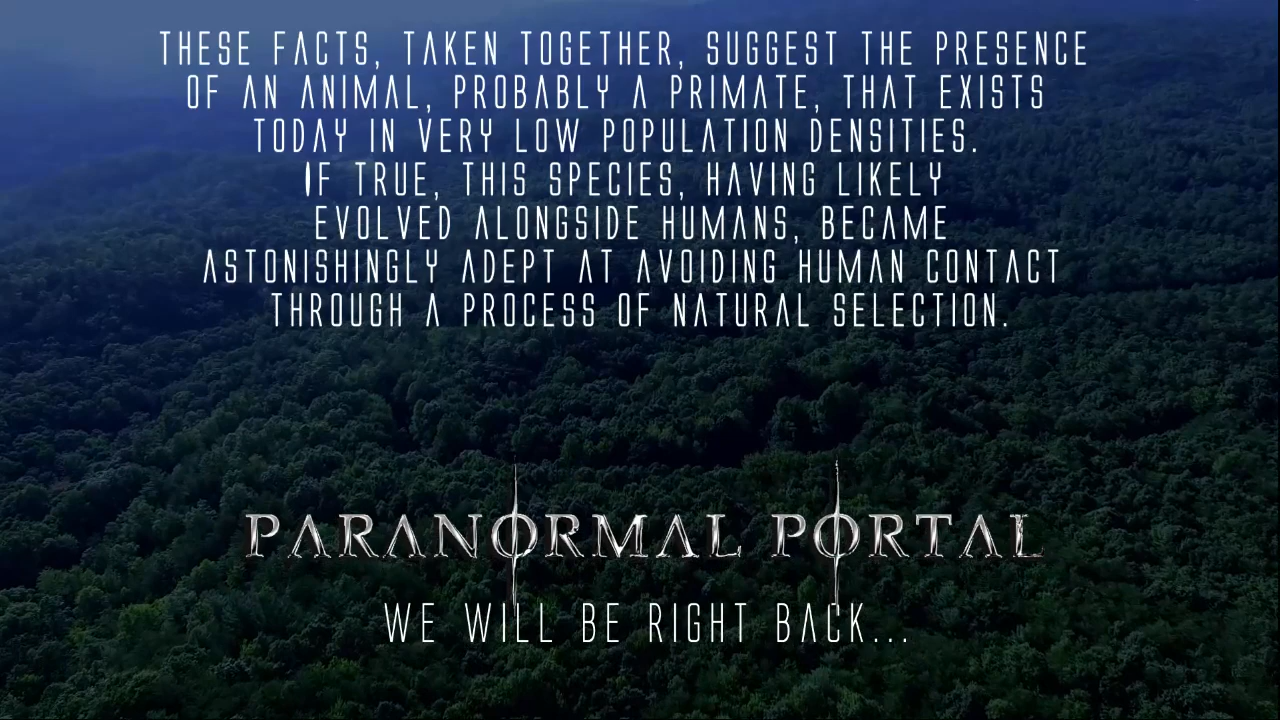 THESE FACTS, TAKEN TOGETHER, SUGGEST THE PRESENCE
OF AN ANIMAL, PROBABLY A PRIMATE, THAT EXISTS
TODAY IN VERY LOW POPULATION DENSITIES.
IF TRUE, THIS SPECIES, HAVING LIKELY
EVOLVED ALONGSIDE HUMANS, BECAME
ASTONISHINGLY ADEPT AT AVOIDING HUMAN CONTACT
THROUGH A PROCESS OF NATURAL SELECTION.
PARANORMAL PORTAL
WE WILL BE RIGHT BACK...